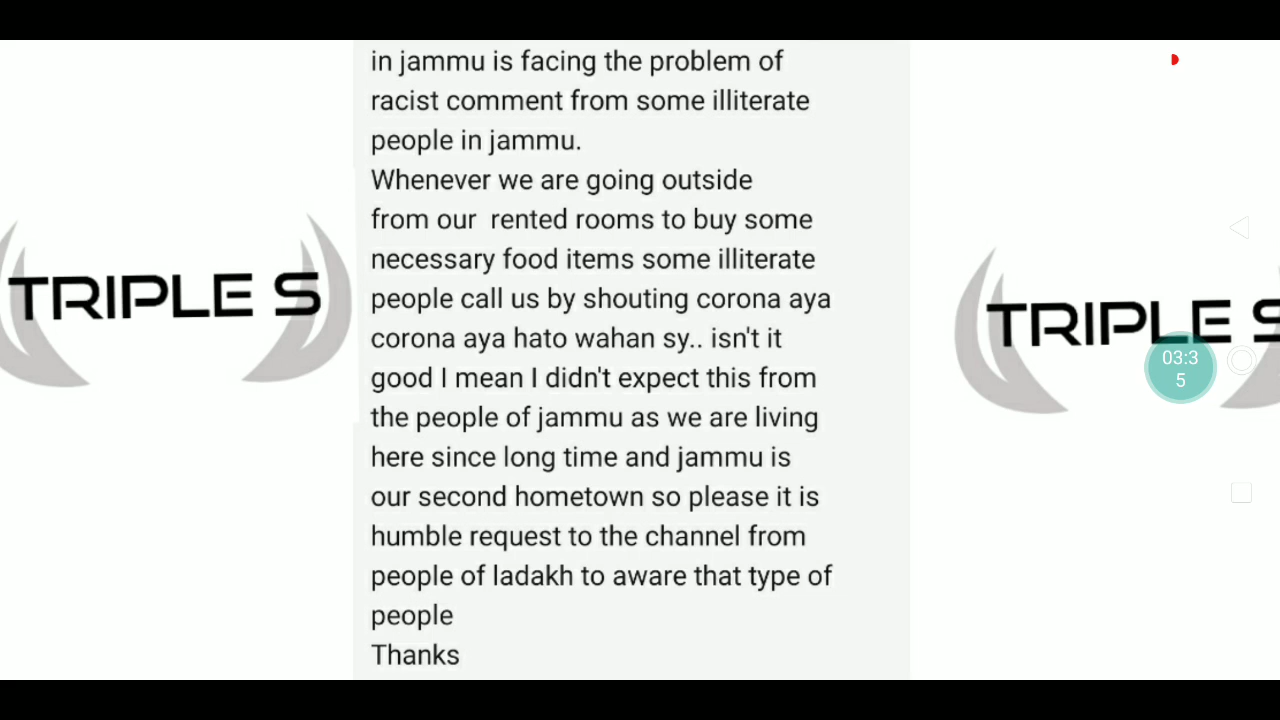 in jammu is facing the problem of
racist comment from some illiterate
people in jammu.
Whenever we are going outside
from our  rented rooms to buy some
necessary food items some illiterate
people call us by shouting corona aya
corona aya hato wahan sy.. isn't it
good I mean I didn't expect this from
the people of jammu as we are living
here since long time and jammu is
our second hometown so please it is
humble request to the channel from
people of ladakh to aware that type of
people
Thanks
TRIPLE S
TRIPLE S
03:3
5